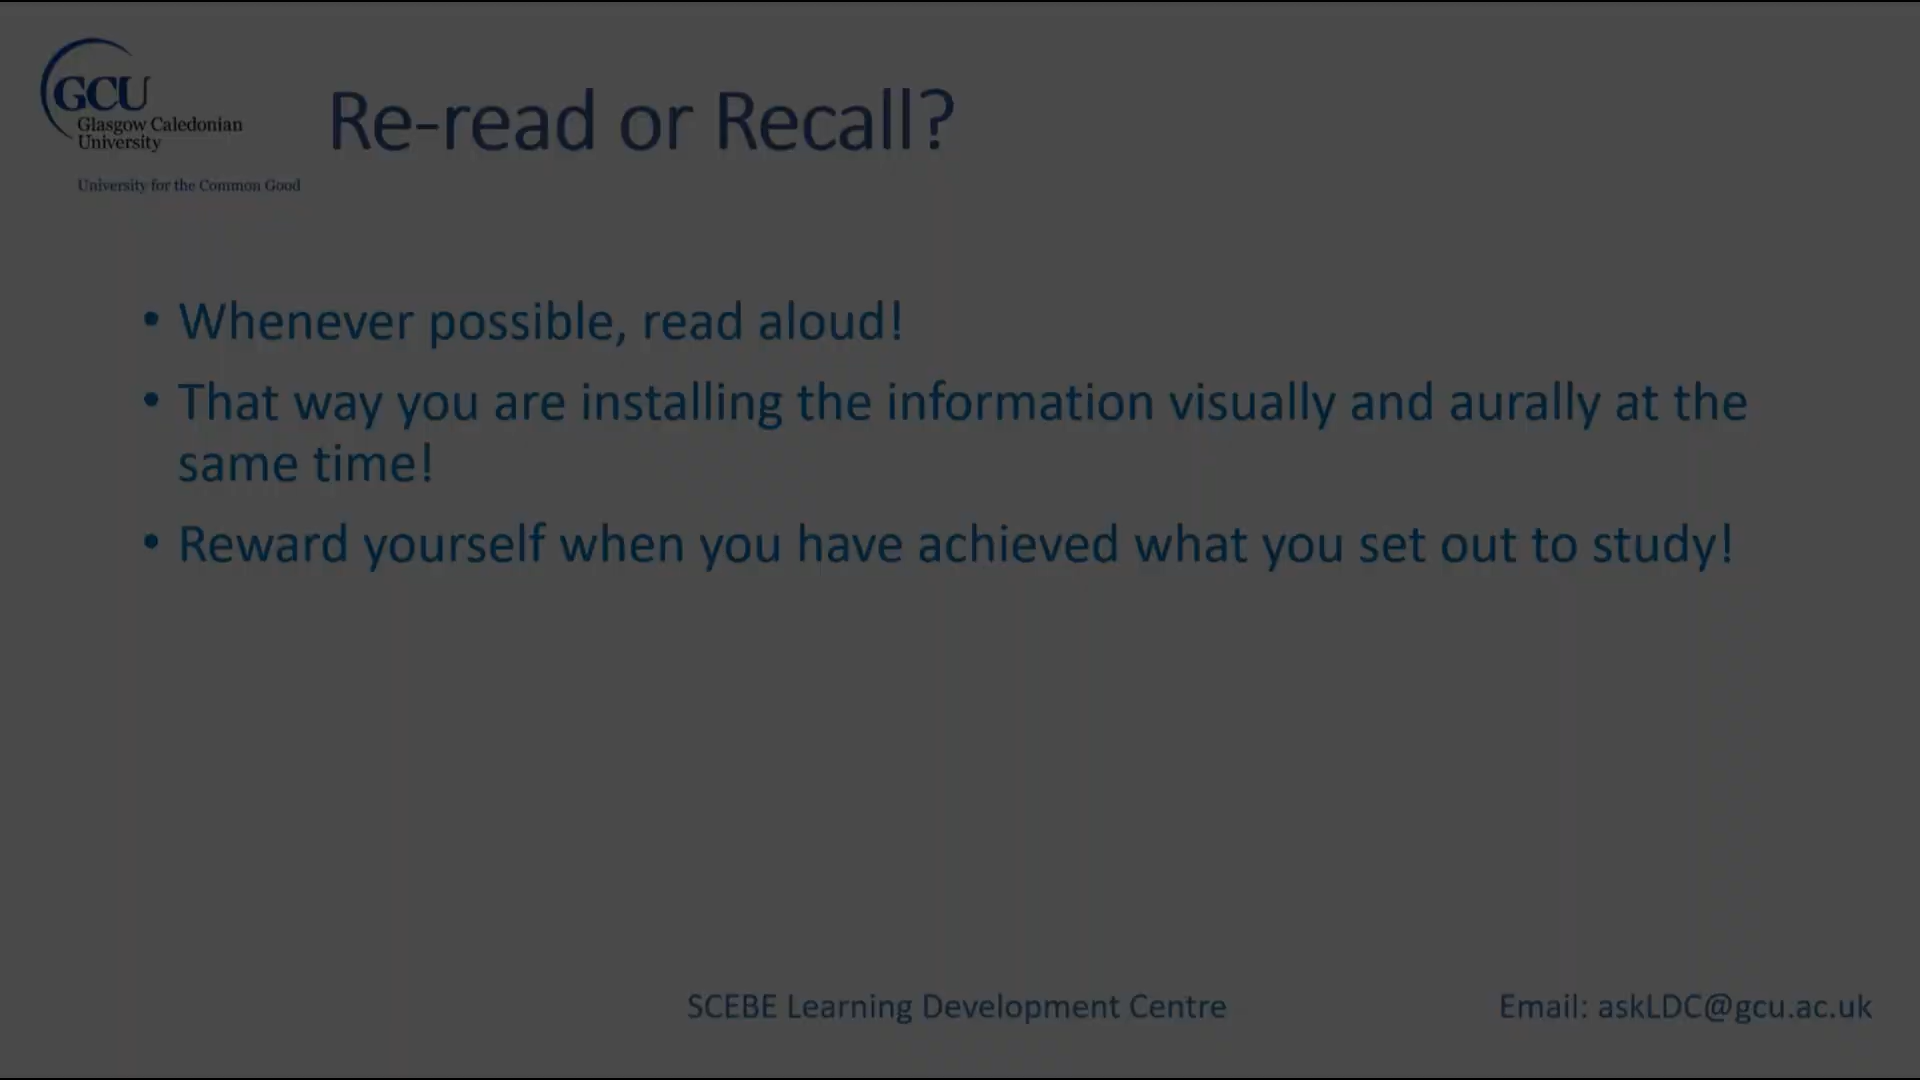 GCU
Glasgow Caledonian
University
University for the Common Good
Re-read or Recall?
• Whenever possible, read aloud!
• That way you are installing the information visually and aurally at the
same time!
• Reward yourself when you have achieved what you set out to study!
SCEBE Learning Development Centre
Email: askLDC@gcu.ac.uk